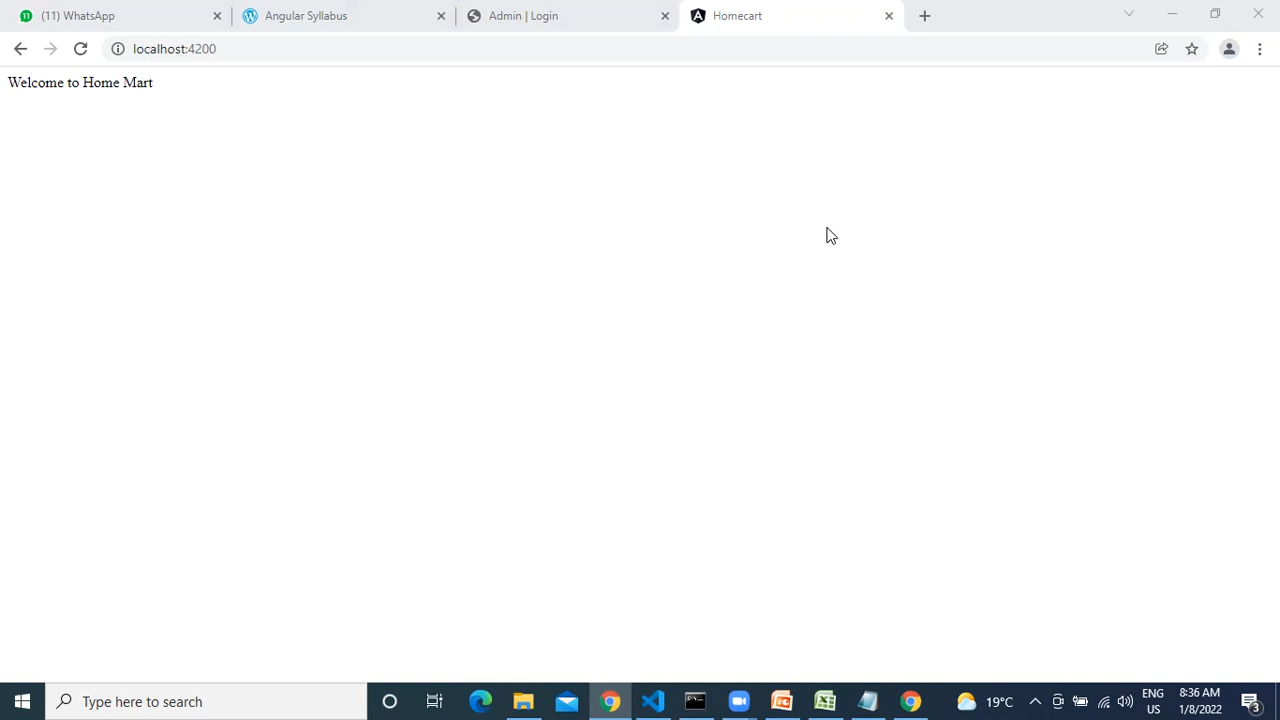 11 (11) WhatsApp
Angular Syllabus
Admin | Login
Homecart
localhost:4200
Welcome to Home Mart
Type here to search
19°C
ENG
US
8:36 AM
1/8/2022
3